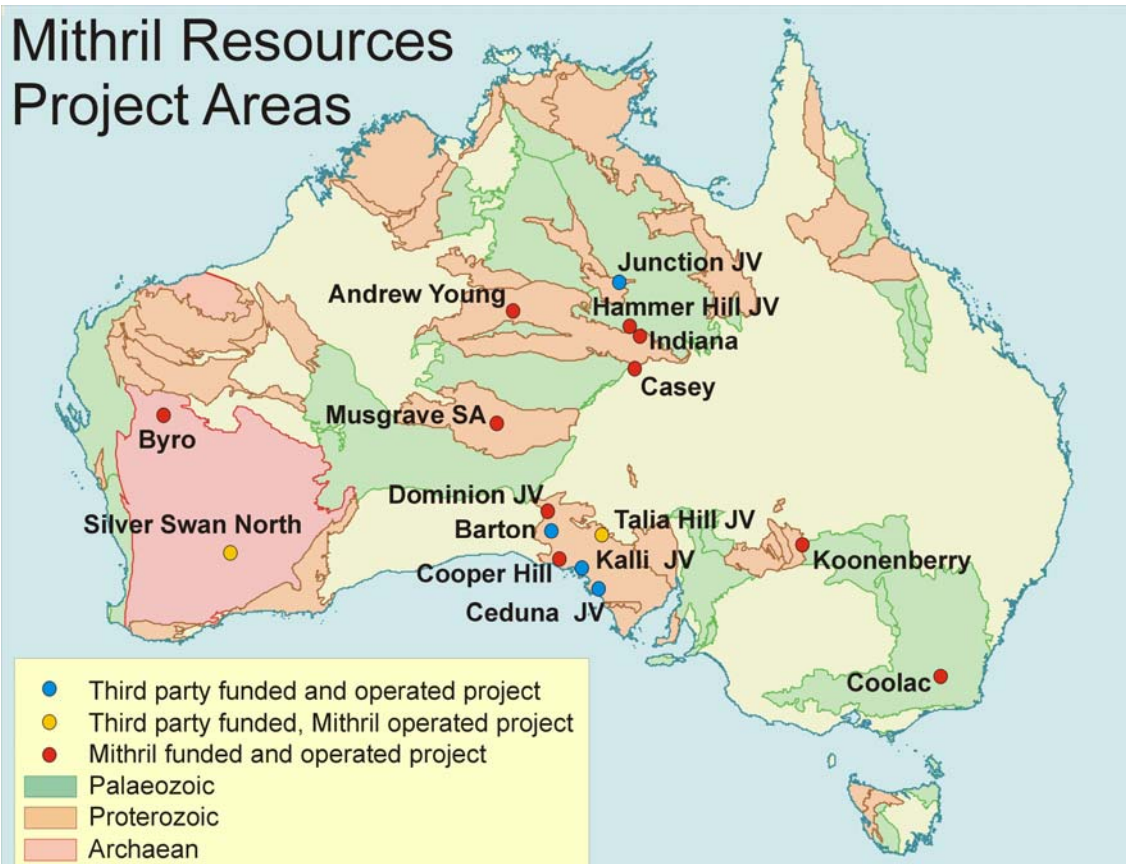 Mithril Resources
Project Areas
Junction JV
Andrew Young
Hammer Hill JV
Indiana
Casey
Musgrave SA
Byro
Dominion JV
Silver Swan North
Barton
Talia Hill JV
Kalli JV
Koonenberry
Cooper Hill
Ceduna JV
Coolac
Third party funded and operated project
Third party funded, Mithril operated project
Mithril funded and operated project
Palaeozoic
Proterozoic
Archaean